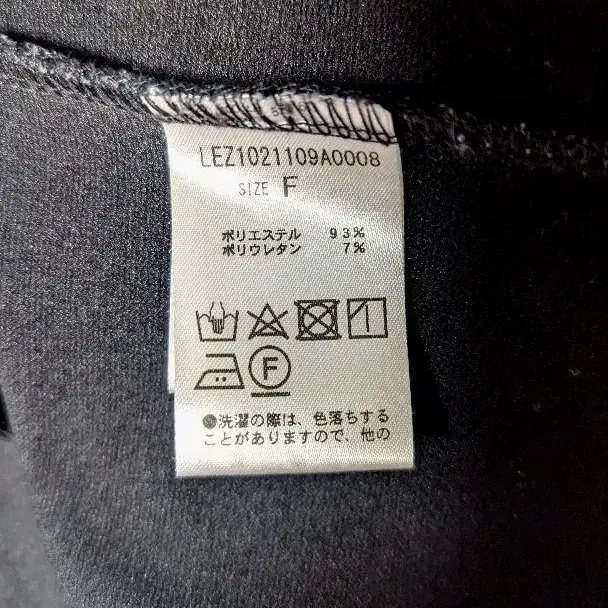 LEZ1021109A0008
SIZE F
ポリエステル 93%
ポリウレタン 7%
F
●洗濯の際は、色落ちする
ことがありますので、他の